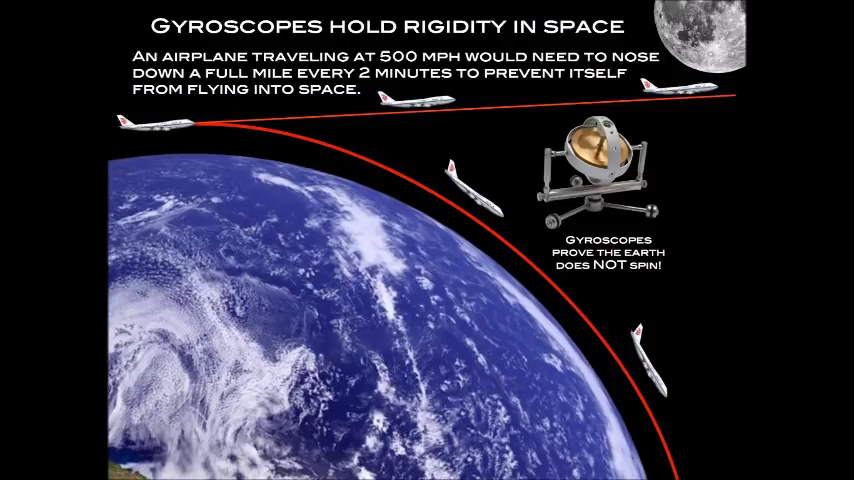 Gyroscopes hold rigidity in space
An airplane traveling at 500 mph would need to nose
down a full mile every 2 minutes to prevent itself
from flying into space.
Gyroscopes
prove the earth
does NOT spin!